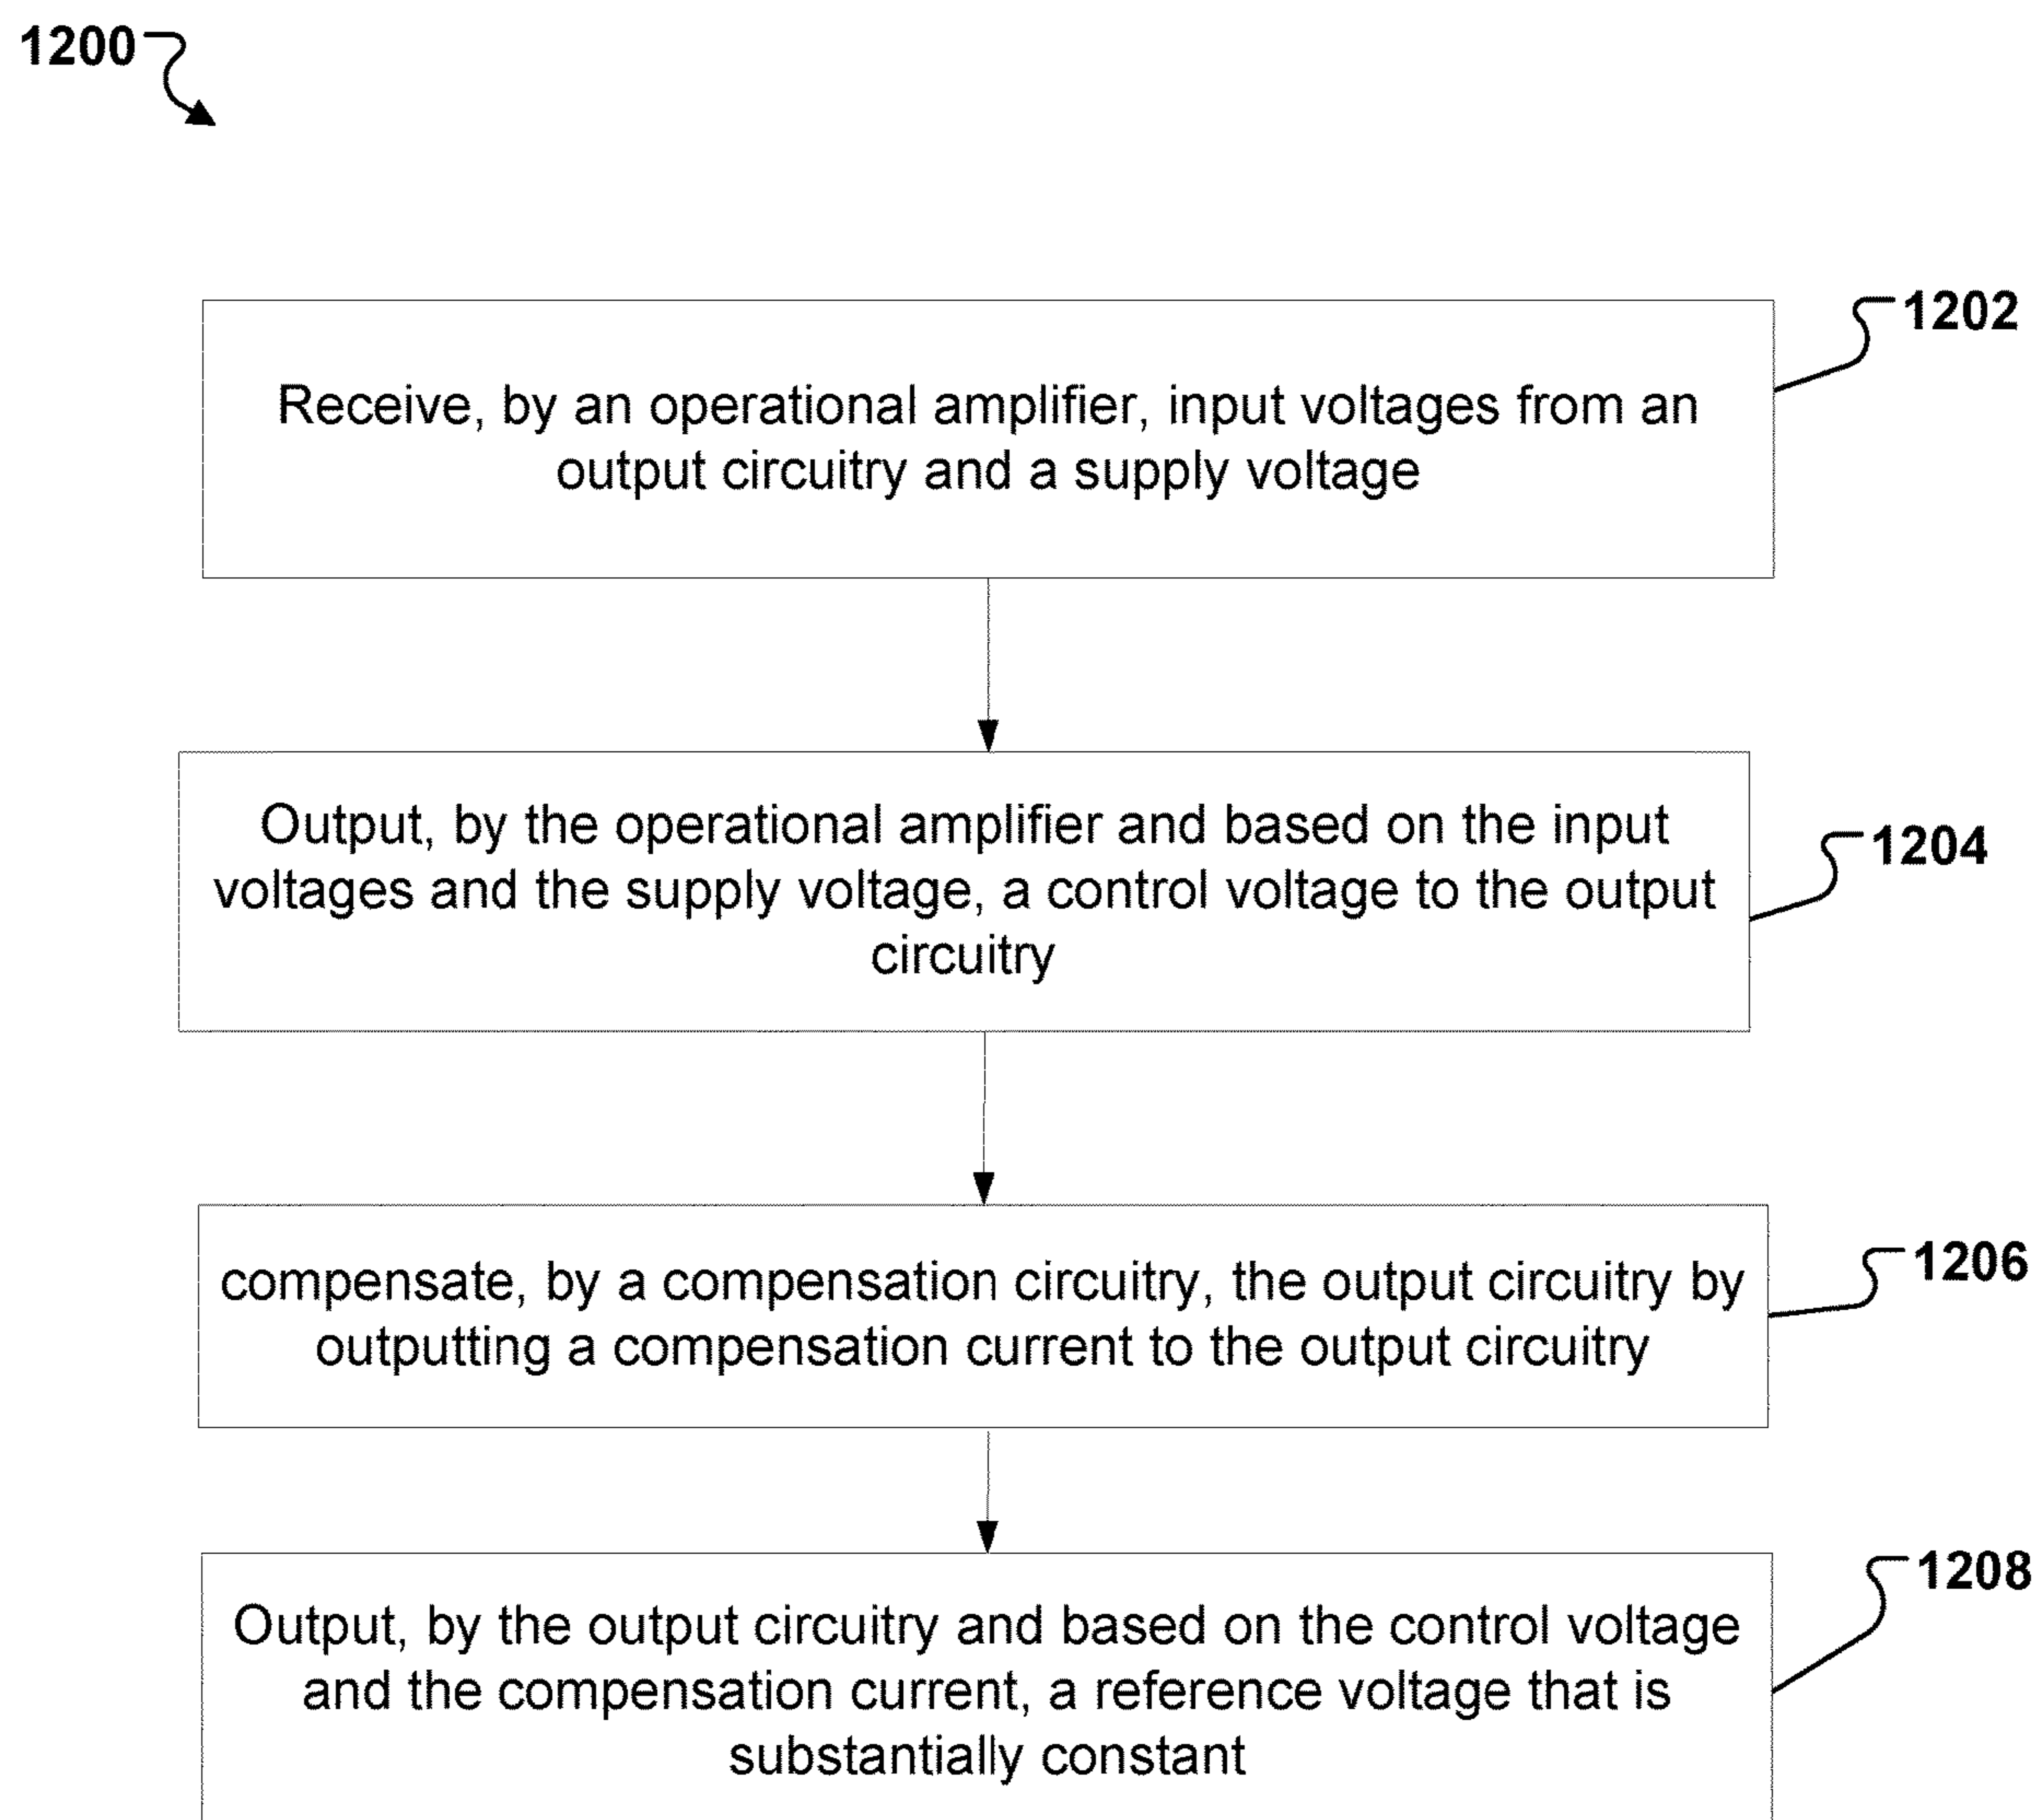 1200
1202
Receive, by an operational amplifier, input voltages from an
output circuitry and a supply voltage
Output, by the operational amplifier and based on the input
voltages and the supply voltage, a control voltage to the output
circuitry
1204
compensate, by a compensation circuitry, the output circuitry by
outputting a compensation current to the output circuitry
1206
Output, by the output circuitry and based on the control voltage
and the compensation current, a reference voltage that is
substantially constant
1208